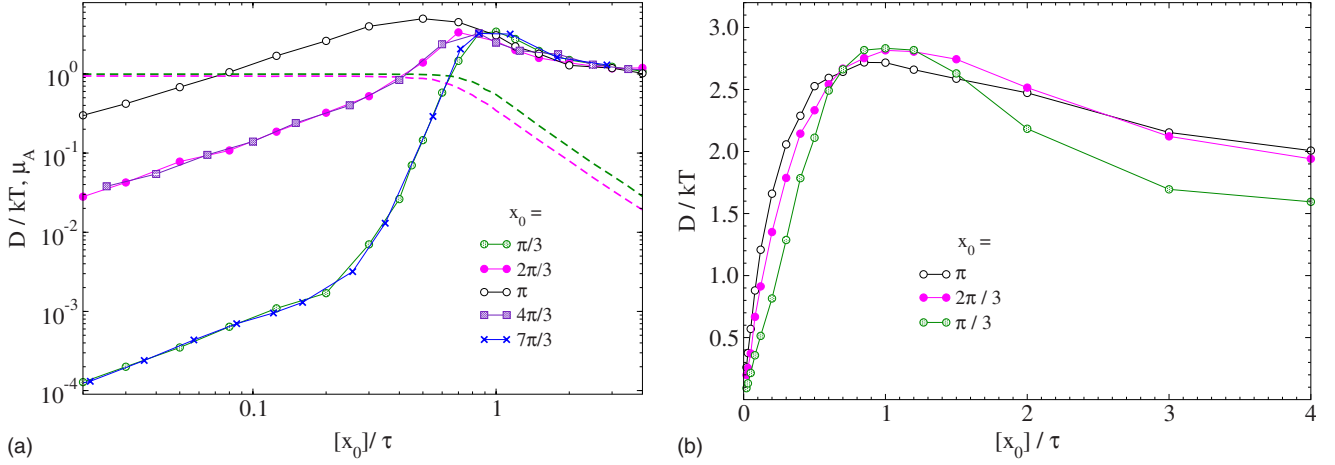 D / kT, μ_A
10^1
10^0
10^-1
10^-2
10^-3
10^-4
0.1
1
[x_0]/ τ
x_0 =
π/3
2π/3
π
4π/3
7π/3
(a)
D / kT
3.0
2.5
2.0
1.5
1.0
0.5
0
1
2
3
4
[x_0]/ τ
x_0 =
π
2π / 3
π / 3
(b)